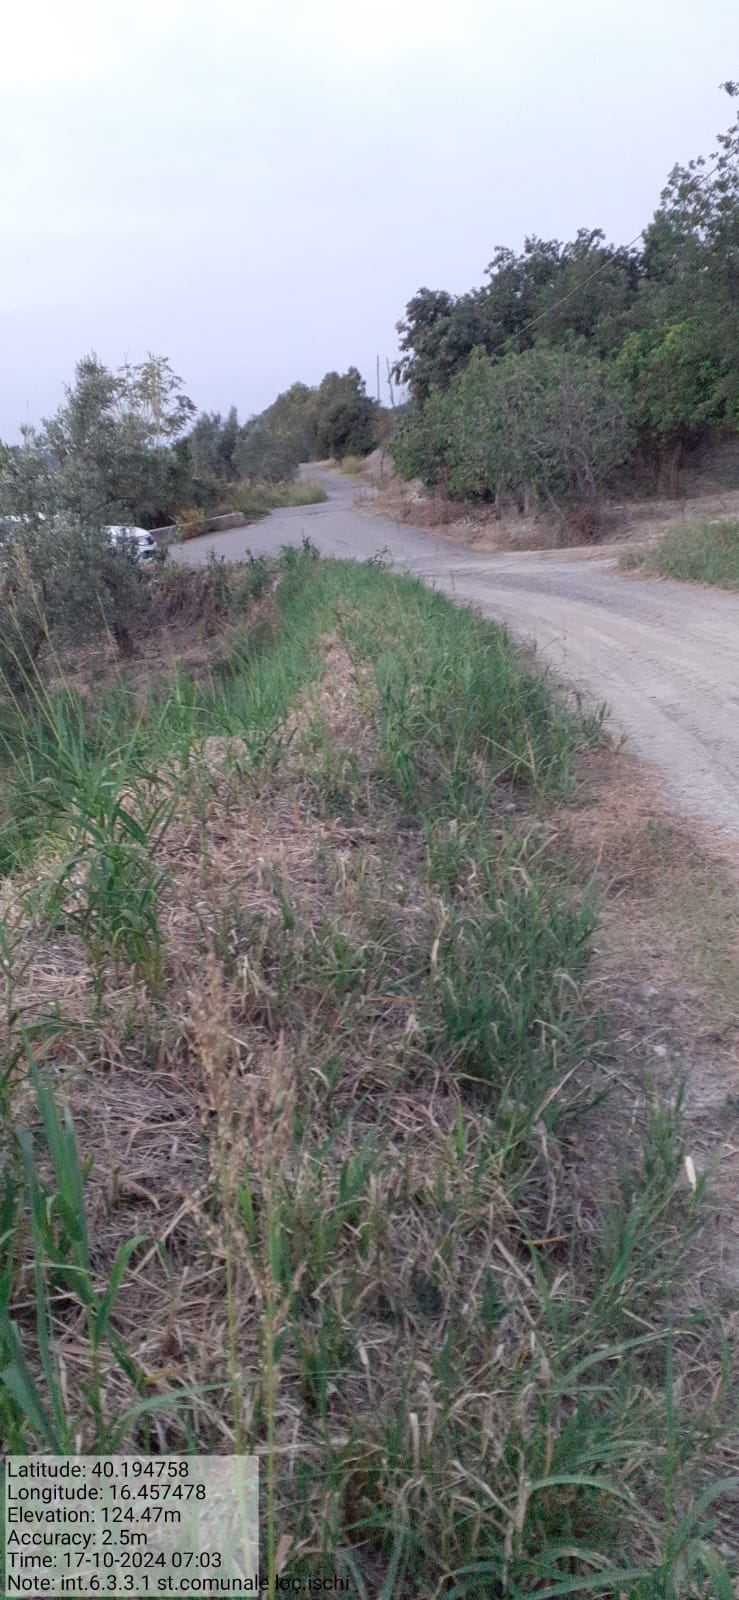 Latitude: 40.194758
Longitude: 16.457478
Elevation: 124.47m
Accuracy: 2.5m
Time: 17-10-2024 07:03
Note: int.6.3.3.1 st.comunale loc.ischi